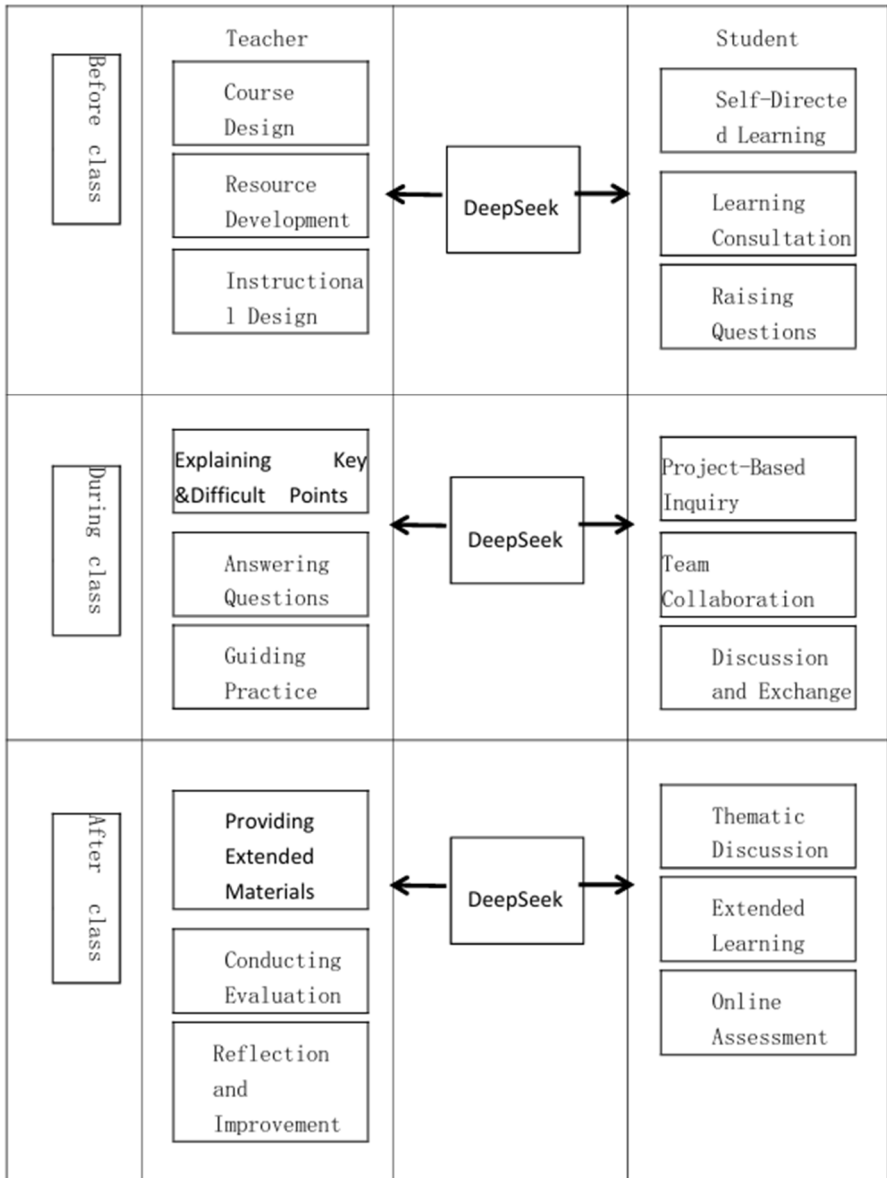 Teacher
Student
Before class
Course
Design
Resource
Development
Instructiona
l Design
DeepSeek
Self-Directe
d Learning
Learning
Consultation
Raising
Questions
During class
Explaining Key
&Difficult Points
Answering
Questions
Guiding
Practice
DeepSeek
Project-Based
Inquiry
Team
Collaboration
Discussion
and Exchange
After class
Providing
Extended
Materials
Conducting
Evaluation
Reflection
and
Improvement
DeepSeek
Thematic
Discussion
Extended
Learning
Online
Assessment